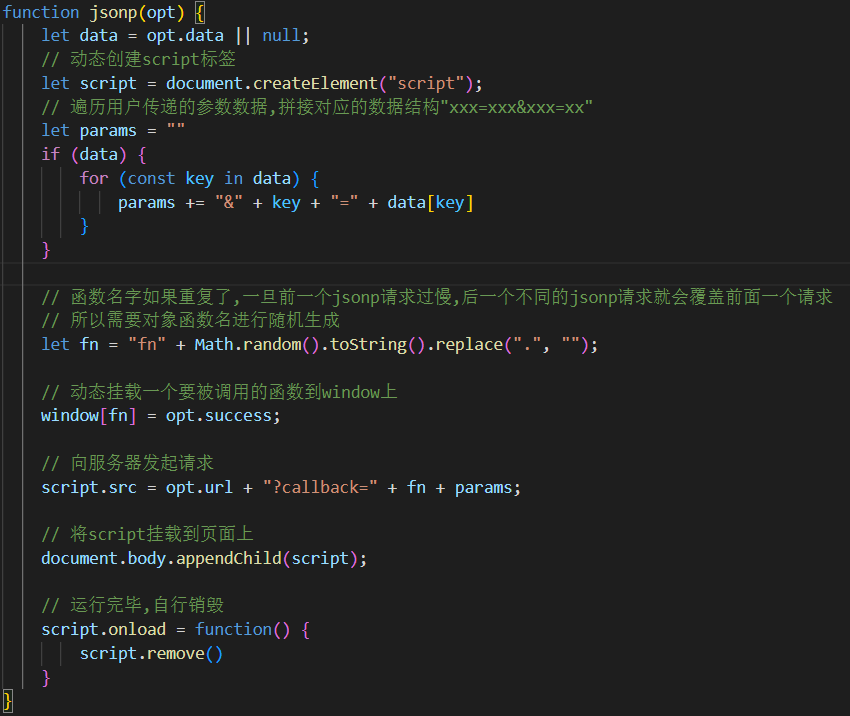 function jsonp(opt) {
let data = opt.data || null;
// 动态创建script标签
let script = document.createElement("script");
// 遍历用户传递的参数数据,拼接对应的数据结构"xxx=xxx&xxx=xx"
let params = ""
if (data) {
for (const key in data) {
params += "&" + key + "=" + data[key]
}
}
// 函数名字如果重复了,一旦前一个jsonp请求过慢,后一个不同的jsonp请求就会覆盖前面一个请求
// 所以需要对象函数名进行随机生成
let fn = "fn" + Math.random().toString().replace(".", "");
// 动态挂载一个要被调用的函数到window上
window[fn] = opt.success;
// 向服务器发起请求
script.src = opt.url + "?callback=" + fn + params;
// 将script挂载到页面上
document.body.appendChild(script);
// 运行完毕,自行销毁
script.onload = function() {
script.remove()
}
}